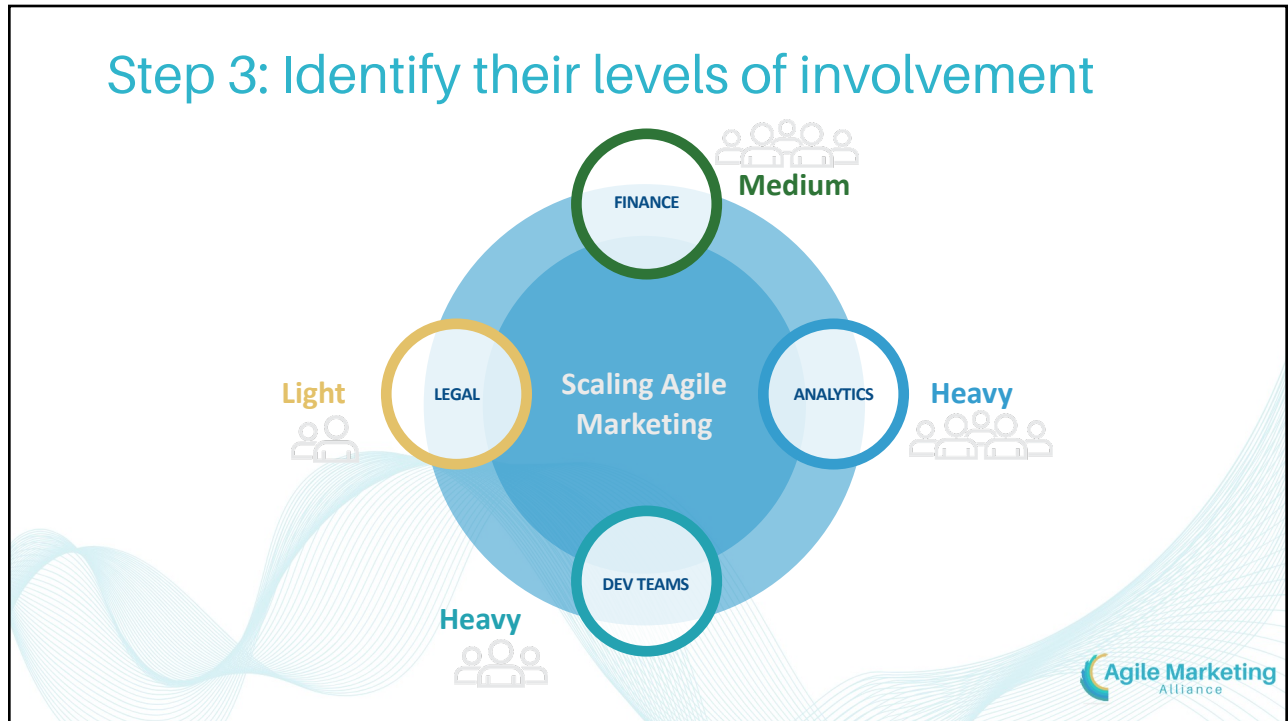 Step 3: Identify their levels of involvement
FINANCE
Medium
Light
LEGAL
Scaling Agile
Marketing
ANALYTICS
Heavy
DEV TEAMS
Heavy
Agile Marketing
Alliance